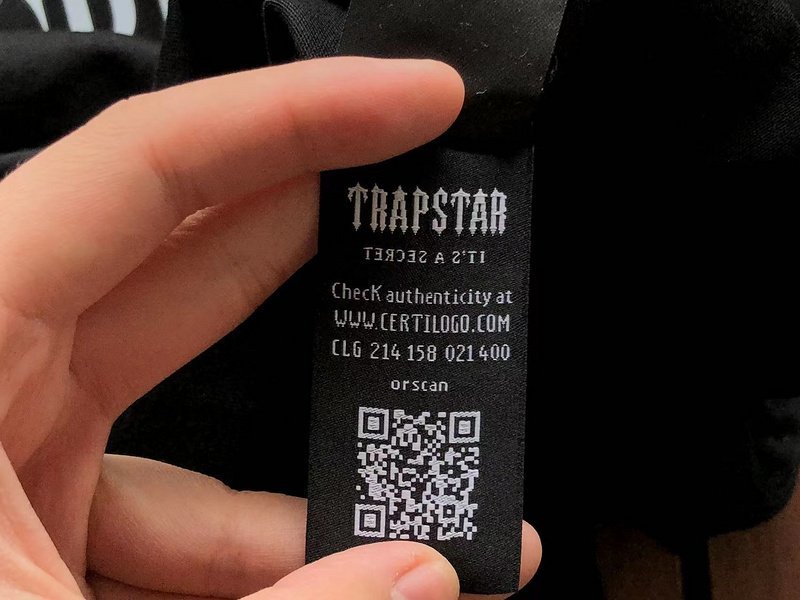 TRAPSTAR
IT'S A SECRET
ChecK authenticity at
WWW.CERTILOGO.COM
CLG 214 158 021 400
orscan